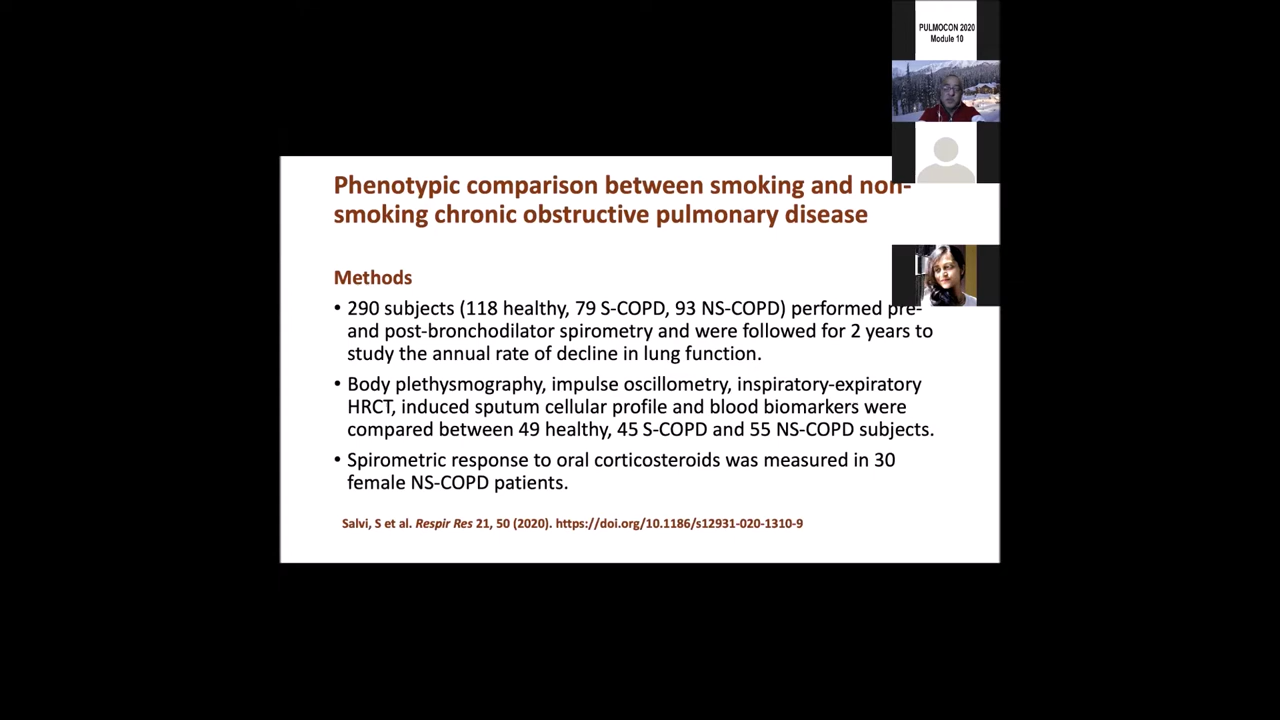 PULMOCON 2020
Module 10
Phenotypic comparison between smoking and non-
smoking chronic obstructive pulmonary disease
Methods
• 290 subjects (118 healthy, 79 S-COPD, 93 NS-COPD) performed pre-
and post-bronchodilator spirometry and were followed for 2 years to
study the annual rate of decline in lung function.
• Body plethysmography, impulse oscillometry, inspiratory-expiratory
HRCT, induced sputum cellular profile and blood biomarkers were
compared between 49 healthy, 45 S-COPD and 55 NS-COPD subjects.
• Spirometric response to oral corticosteroids was measured in 30
female NS-COPD patients.
Salvi, S et al. Respir Res 21, 50 (2020). https://doi.org/10.1186/s12931-020-1310-9